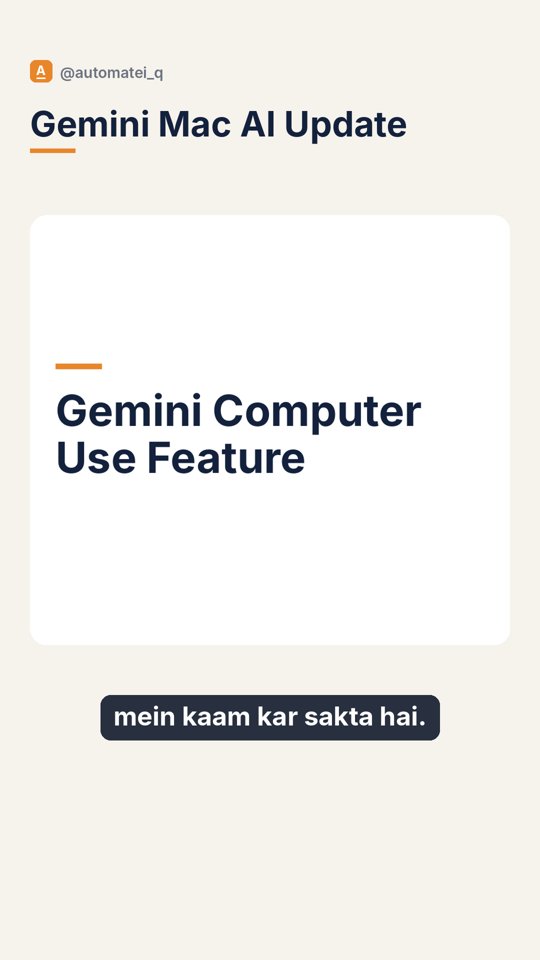 A
@automatei_q
Gemini Mac AI Update
Gemini Computer
Use Feature
mein kaam kar sakta hai.